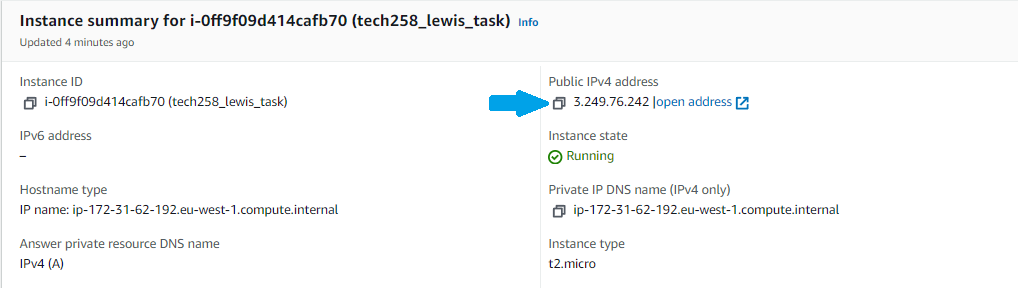 Instance summary for i-0ff9f09d414cafb70 (tech258_lewis_task) Info
Updated 4 minutes ago
Instance ID
i-0ff9f09d414cafb70 (tech258_lewis_task)
Public IPv4 address
3.249.76.242 |open address
IPv6 address
–
Instance state
Running
Hostname type
IP name: ip-172-31-62-192.eu-west-1.compute.internal
Private IP DNS name (IPv4 only)
ip-172-31-62-192.eu-west-1.compute.internal
Answer private resource DNS name
IPv4 (A)
Instance type
t2.micro